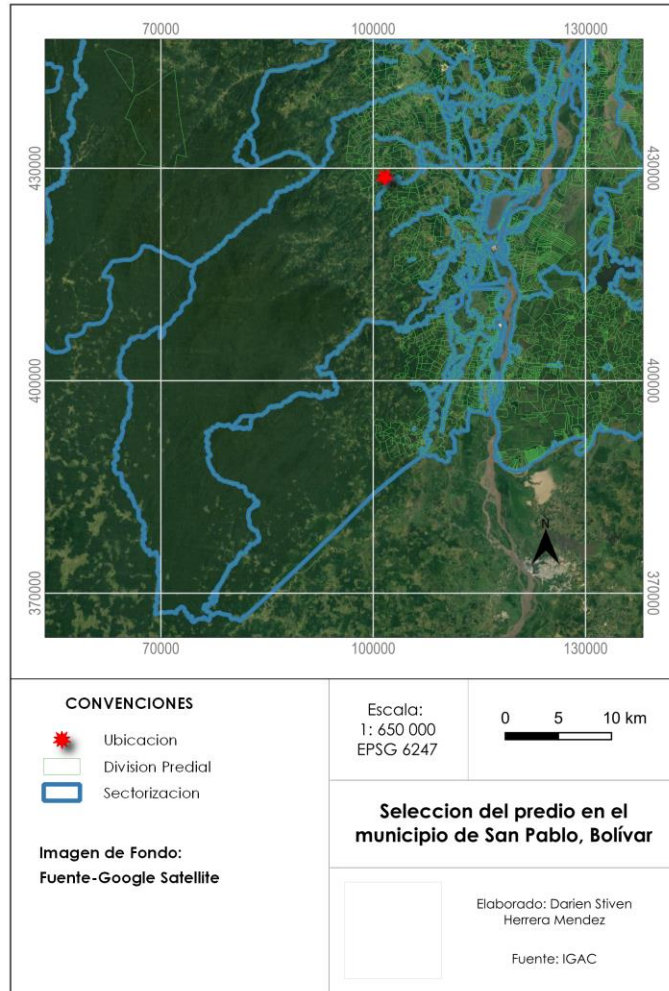 70000 100000 130000
430000 430000
400000 400000
N
370000 370000
70000 100000 130000
CONVENCIONES
Ubicacion
Division Predial
Sectorizacion
Imagen de Fondo:
Fuente-Google Satellite
Escala:
1: 650 000
EPSG 6247
0 5 10 km
Seleccion del predio en el
municipio de San Pablo, Bolívar
Elaborado: Darien Stiven
Herrera Mendez
Fuente: IGAC